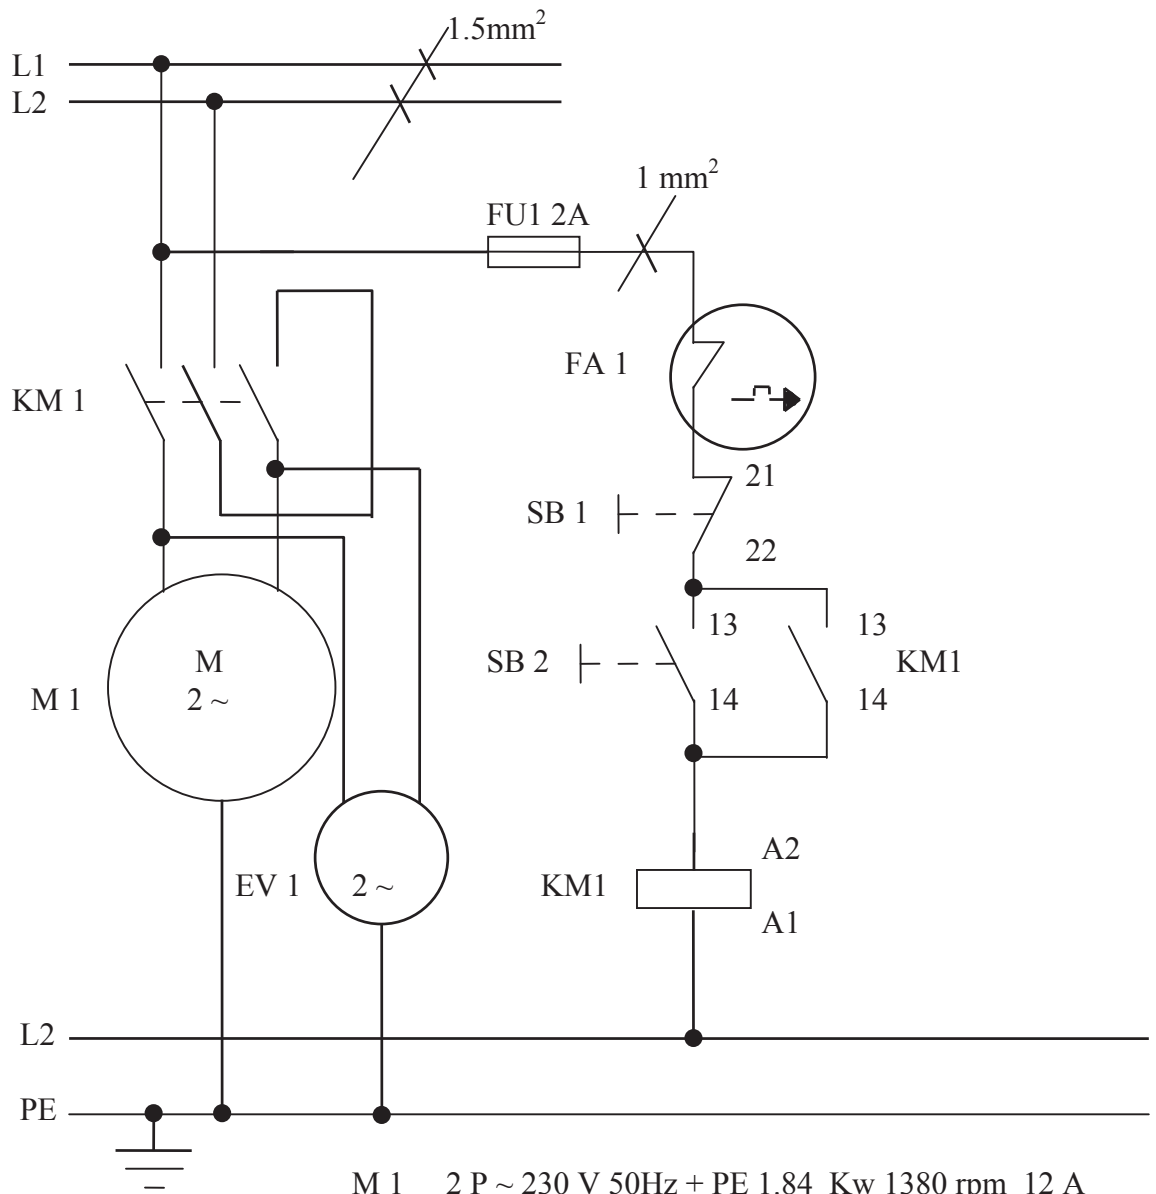 1.5mm²
L1
L2
1 mm²
FU1 2A
FA 1
KM 1
21
SB 1
22
13
13
SB 2
KM1
M
M 1
2 ~
14
14
A2
EV 1
2 ~
KM1
A1
L2
PE
M 1 2 P ~ 230 V 50Hz + PE 1.84 Kw 1380 rpm 12 A